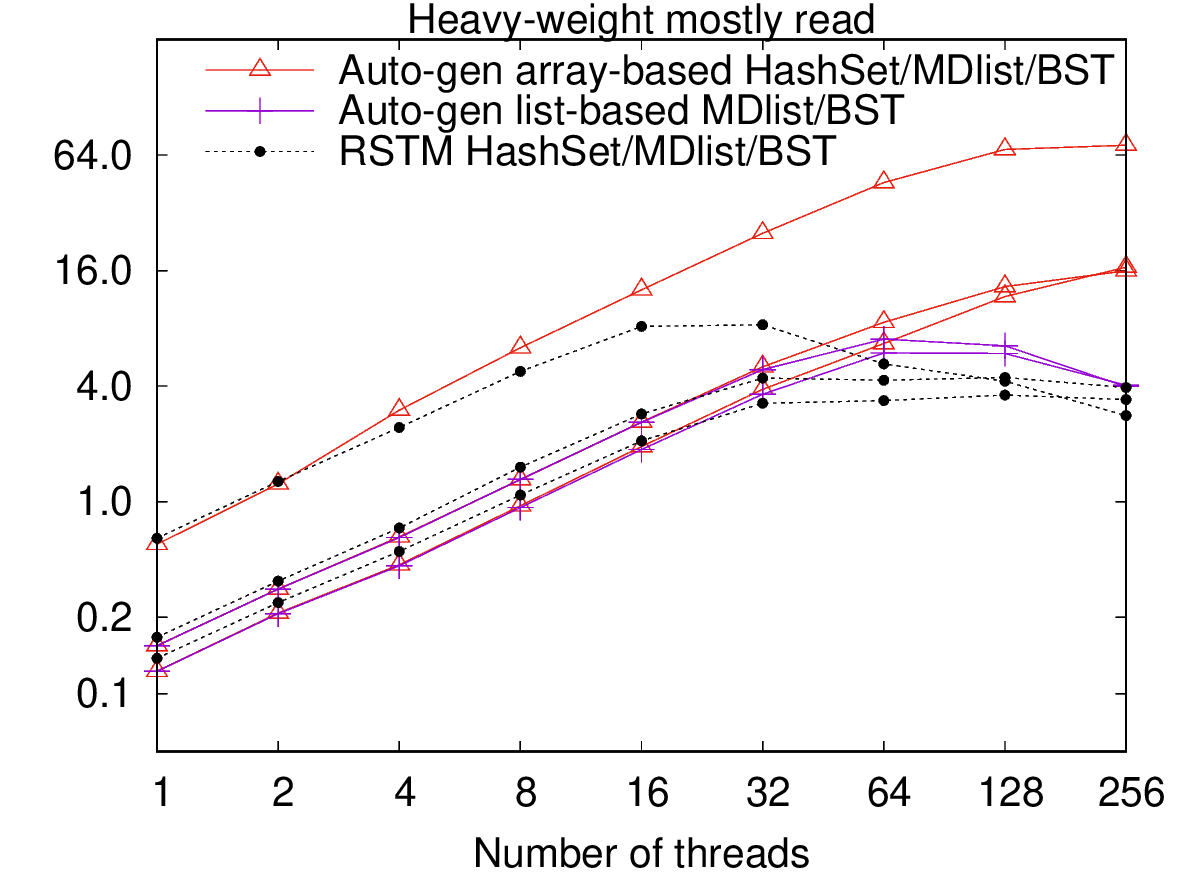 Heavy-weight mostly read
Auto-gen array-based HashSet/MDlist/BST
Auto-gen list-based MDlist/BST
RSTM HashSet/MDlist/BST
64.0
16.0
4.0
1.0
0.2
0.1
1 2 4 8 16 32 64 128 256
Number of threads